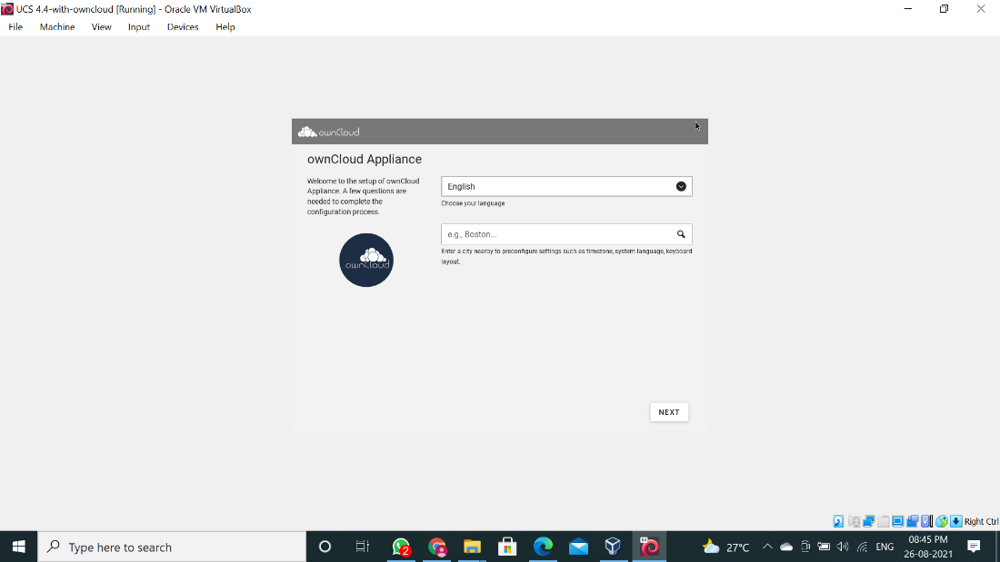 UCS 4.4-with-owncloud [Running] - Oracle VM VirtualBox
File Machine View Input Devices Help
ownCloud
ownCloud Appliance
Welcome to the setup of ownCloud
Appliance. A few questions are
needed to complete the
configuration process.
ownCloud
English
Choose your language
e.g., Boston...
Enter a city nearby to preconfigure settings such as timezone, system language, keyboard
layout.
NEXT
Right Ctrl
Type here to search
2
27°C
ENG
08:45 PM
26-08-2021